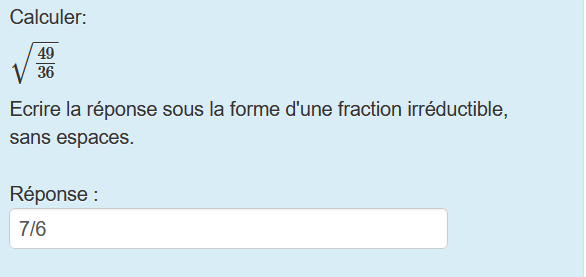 Calculer:
√(49/36)
Ecrire la réponse sous la forme d'une fraction irréductible,
sans espaces.
Réponse :
7/6